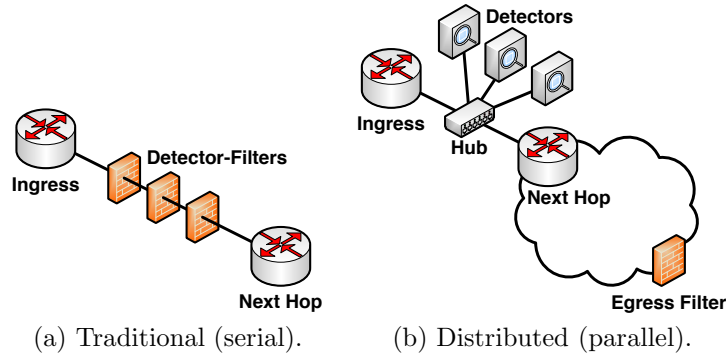 Ingress
Detector-Filters
Next Hop
(a) Traditional (serial).
Detectors
Ingress
Hub
Next Hop
Egress Filter
(b) Distributed (parallel).